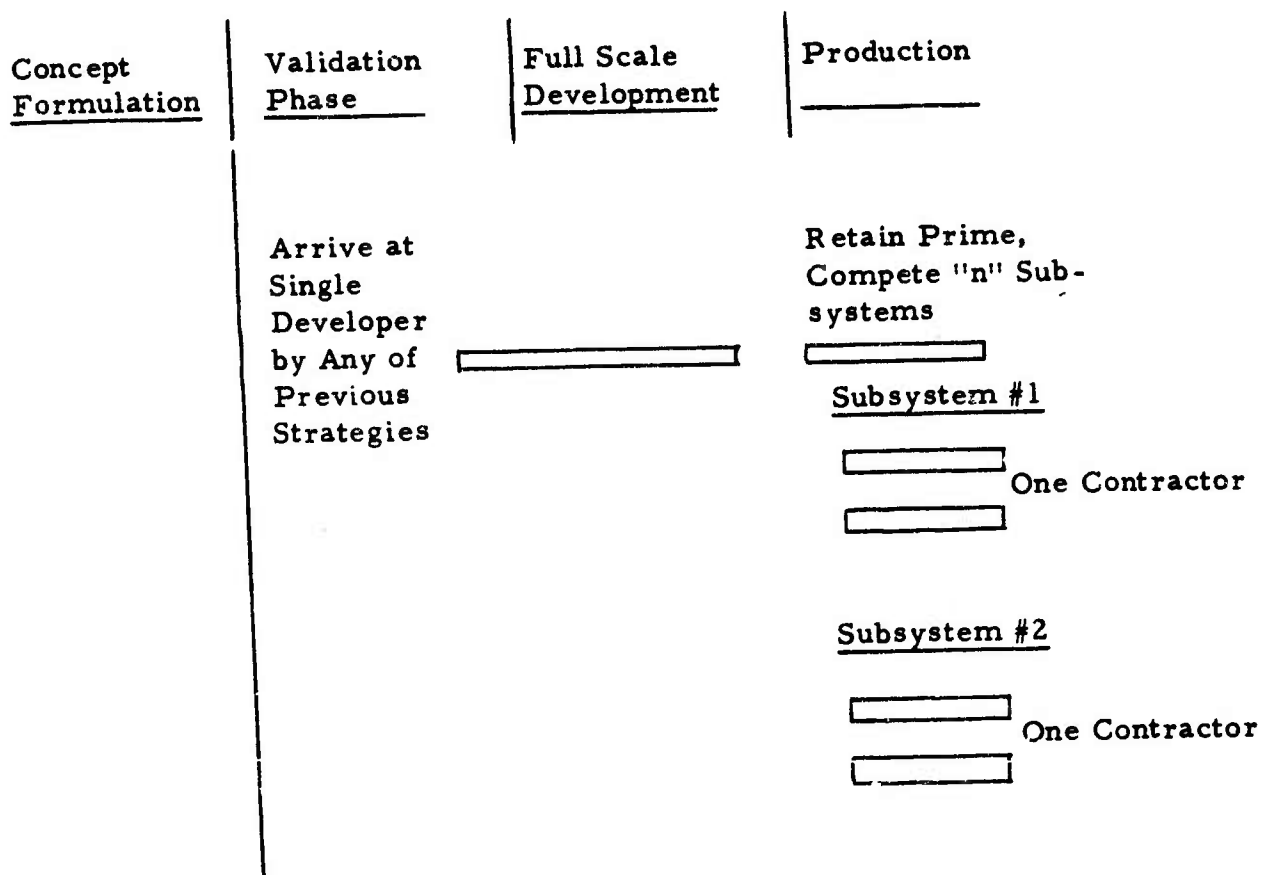 Concept
Formulation
Validation
Phase
Full Scale
Development
Production
Arrive at
Single
Developer
by Any of
Previous
Strategies
Retain Prime,
Compete "n" Sub-
systems
Subsystem #1
One Contractor
Subsystem #2
One Contractor